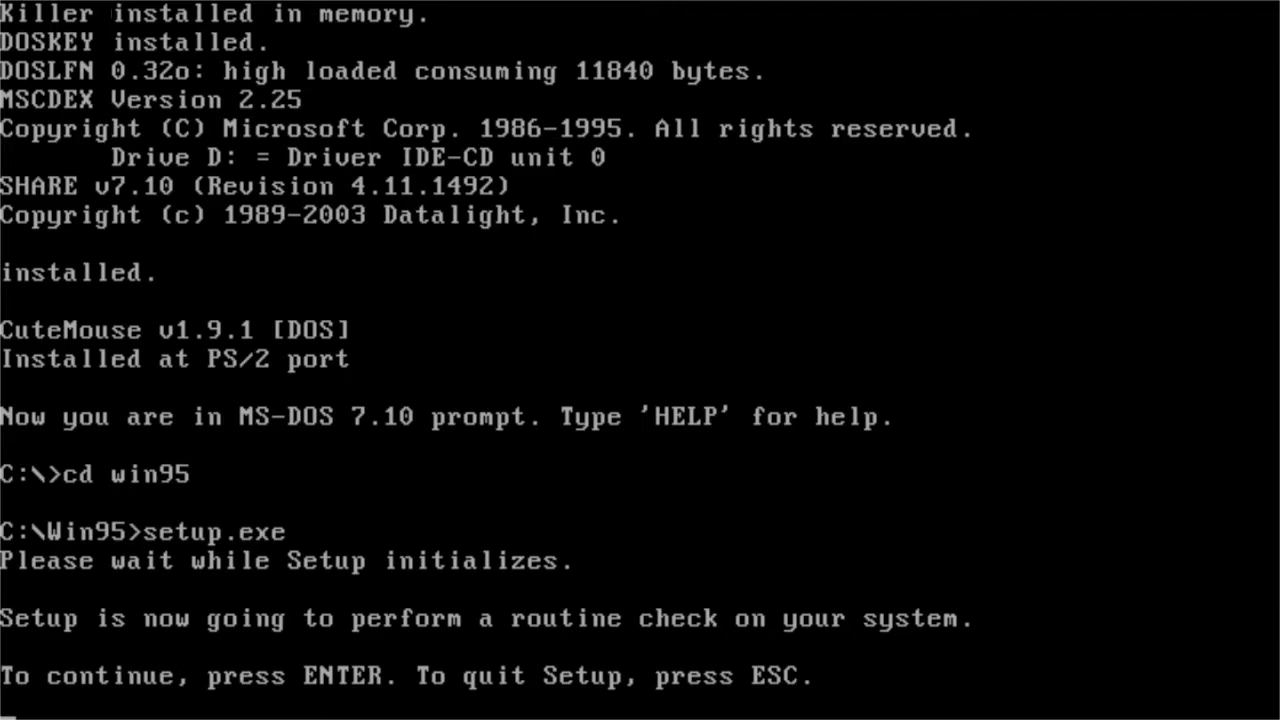 Killer installed in memory.
DOSKEY installed.
DOSLFN 0.32o: high loaded consuming 11840 bytes.
MSCDEX Version 2.25
Copyright (C) Microsoft Corp. 1986-1995. All rights reserved.
Drive D: = Driver IDE-CD unit 0
SHARE v7.10 (Revision 4.11.1492)
Copyright (c) 1989-2003 Datalight, Inc.
installed.
CuteMouse v1.9.1 [DOS]
Installed at PS/2 port
Now you are in MS-DOS 7.10 prompt. Type 'HELP' for help.
C:\>cd win95
C:\Win95>setup.exe
Please wait while Setup initializes.
Setup is now going to perform a routine check on your system.
To continue, press ENTER. To quit Setup, press ESC.